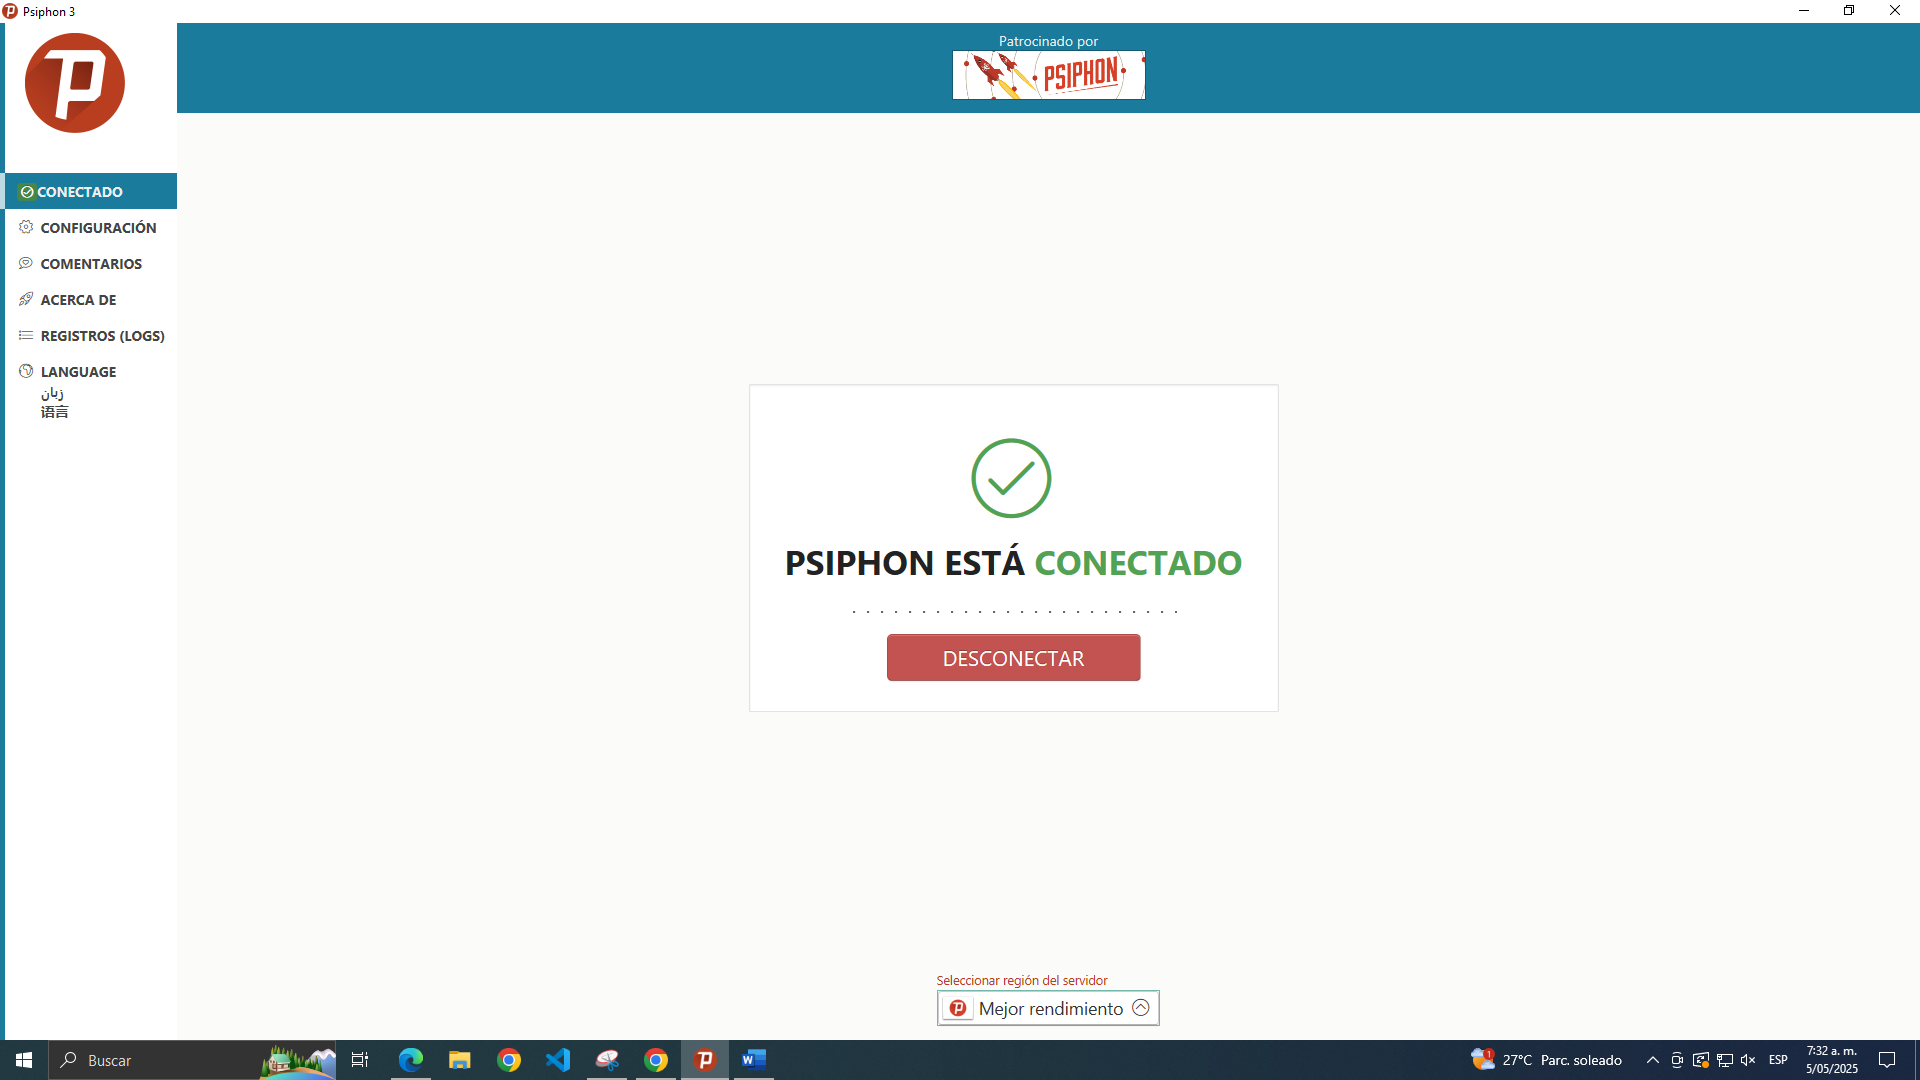 Psiphon 3
Patrocinado por
PSIPHON
CONECTADO
CONFIGURACIÓN
COMENTARIOS
ACERCA DE
REGISTROS (LOGS)
LANGUAGE
زبان
语言
PSIPHON ESTÁ CONECTADO
DESCONECTAR
Seleccionar región del servidor
Mejor rendimiento
Buscar
1
27°C Parc. soleado
ESP
7:32 a. m.
5/05/2025